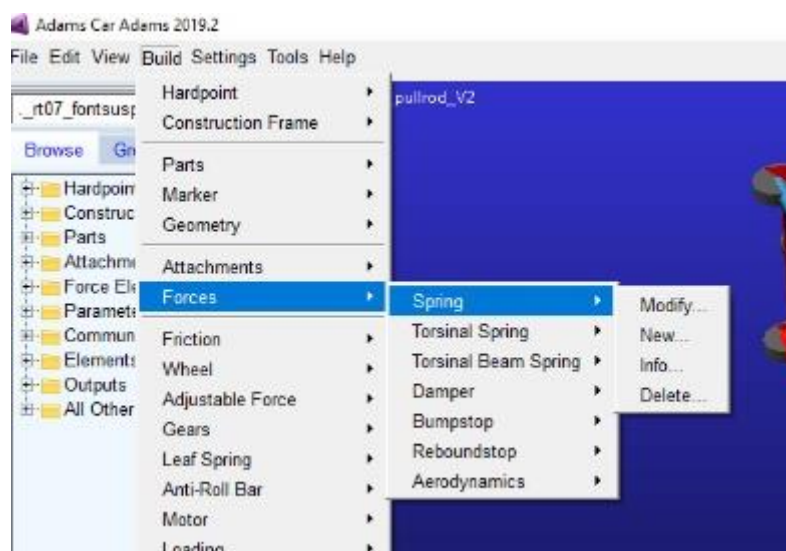 Adams Car Adams 2019.2
File Edit View Build Settings Tools Help
._rt07_fontsusp
pullrod_V2
Browse Gr
Hardpoin
Construc
Parts
Attachme
Force Ele
Paramete
Commun
Elements
Outputs
All Other
Hardpoint
Construction Frame
Parts
Marker
Geometry
Attachments
Forces
Friction
Wheel
Adjustable Force
Gears
Leaf Spring
Anti-Roll Bar
Motor
Loading
Spring
Torsinal Spring
Torsinal Beam Spring
Damper
Bumpstop
Reboundstop
Aerodynamics
Modify...
New...
Info...
Delete...